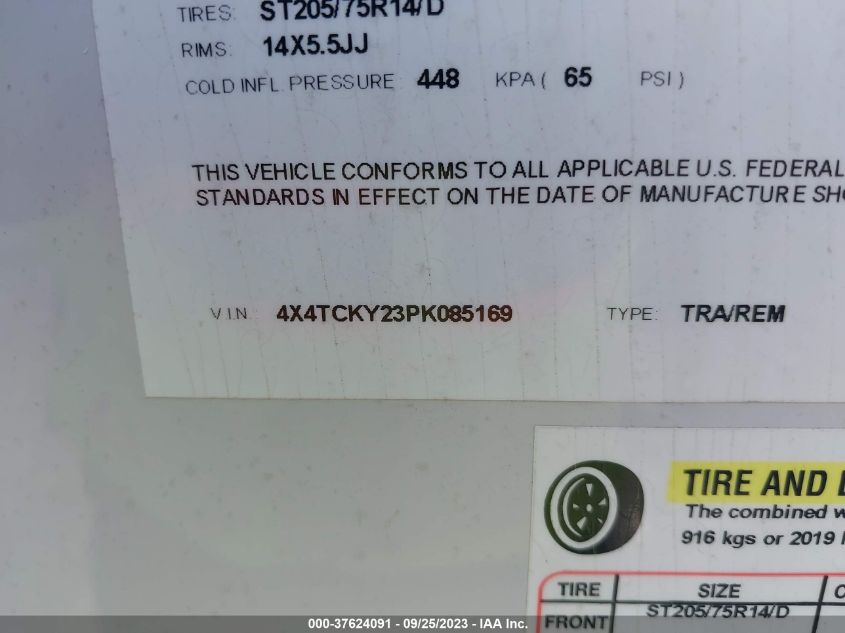 TIRES: ST205/75R14/D
RIMS: 14X5.5JJ
COLD INFL. PRESSURE 448 KPA ( 65 PSI )
THIS VEHICLE CONFORMS TO ALL APPLICABLE U.S. FEDERAL
STANDARDS IN EFFECT ON THE DATE OF MANUFACTURE SHO
V.I.N. 4X4TCKY23PK085169 TYPE: TRA/REM
TIRE AND
The combined w
916 kgs or 2019
TIRE SIZE
FRONT ST205/75R14/D
000-37624091 - 09/25/2023 - IAA Inc.